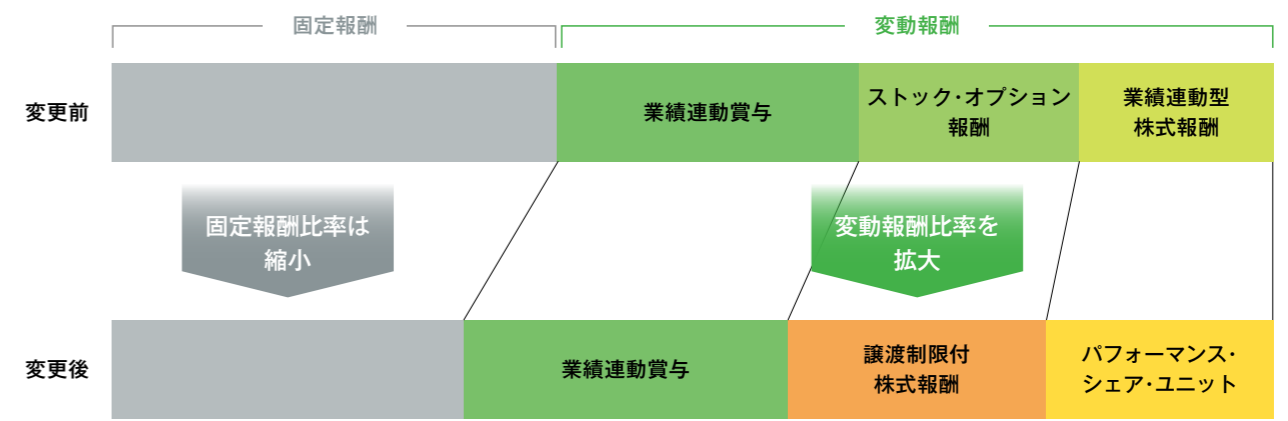 固定報酬
変動報酬
変更前
業績連動賞与
ストック・オプション
報酬
業績連動型
株式報酬
固定報酬比率は
縮小
変動報酬比率を
拡大
変更後
業績連動賞与
譲渡制限付
株式報酬
パフォーマンス・
シェア・ユニット